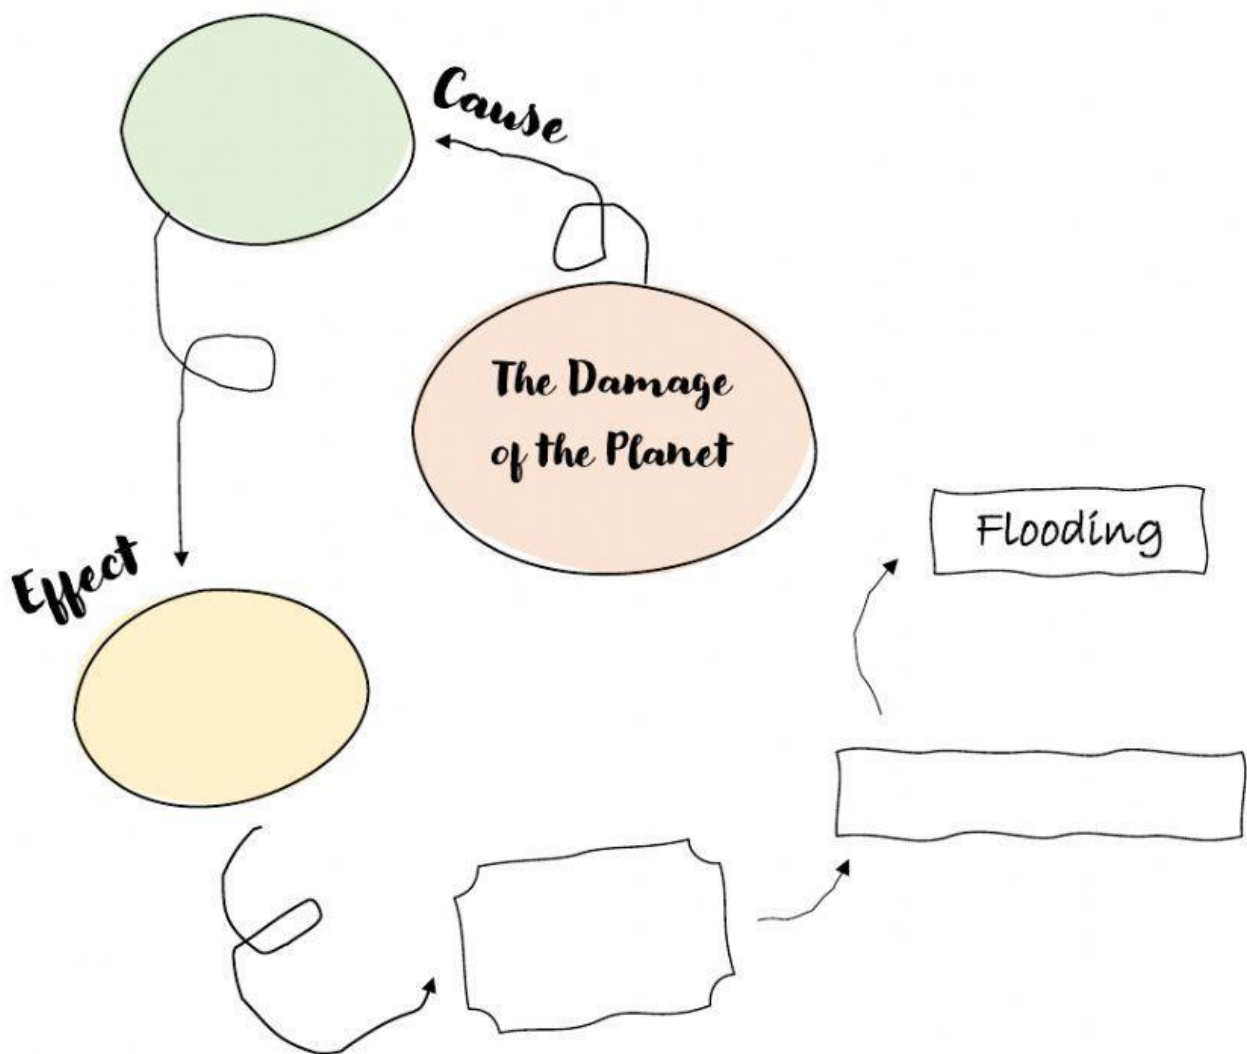 Cause
The Damage
of the Planet
Flooding
Effect